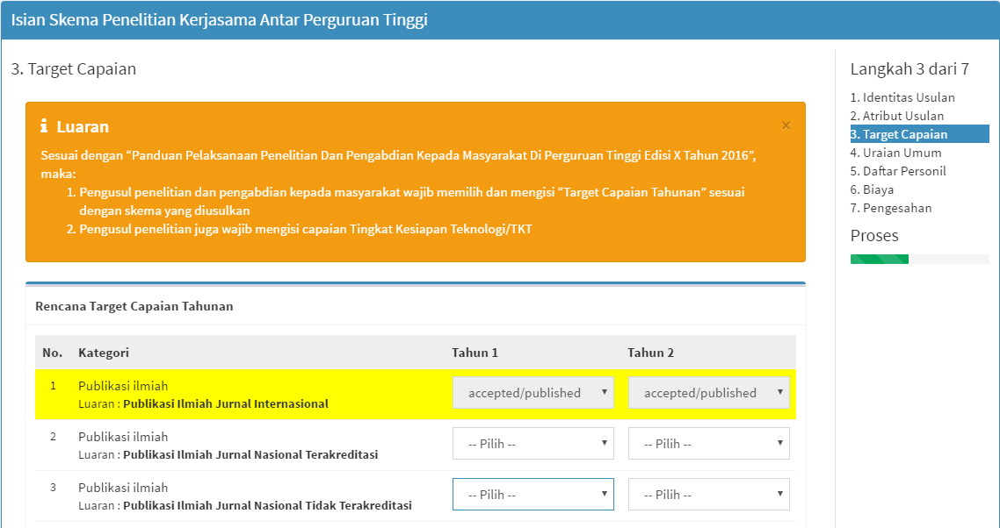 Isian Skema Penelitian Kerjasama Antar Perguruan Tinggi
3. Target Capaian
Luaran
×
Sesuai dengan “Panduan Pelaksanaan Penelitian Dan Pengabdian Kepada Masyarakat Di Perguruan Tinggi Edisi X Tahun 2016”,
maka:
1. Pengusul penelitian dan pengabdian kepada masyarakat wajib memilih dan mengisi “Target Capaian Tahunan” sesuai
dengan skema yang diusulkan
2. Pengusul penelitian juga wajib mengisi capaian Tingkat Kesiapan Teknologi/TKT
Rencana Target Capaian Tahunan
No. Kategori Tahun 1 Tahun 2
1 Publikasi ilmiah accepted/published accepted/published
Luaran : Publikasi Ilmiah Jurnal Internasional
2 Publikasi ilmiah -- Pilih -- -- Pilih --
Luaran : Publikasi Ilmiah Jurnal Nasional Terakreditasi
3 Publikasi ilmiah -- Pilih -- -- Pilih --
Luaran : Publikasi Ilmiah Jurnal Nasional Tidak Terakreditasi
Langkah 3 dari 7
1. Identitas Usulan
2. Atribut Usulan
3. Target Capaian
4. Uraian Umum
5. Daftar Personil
6. Biaya
7. Pengesahan
Proses